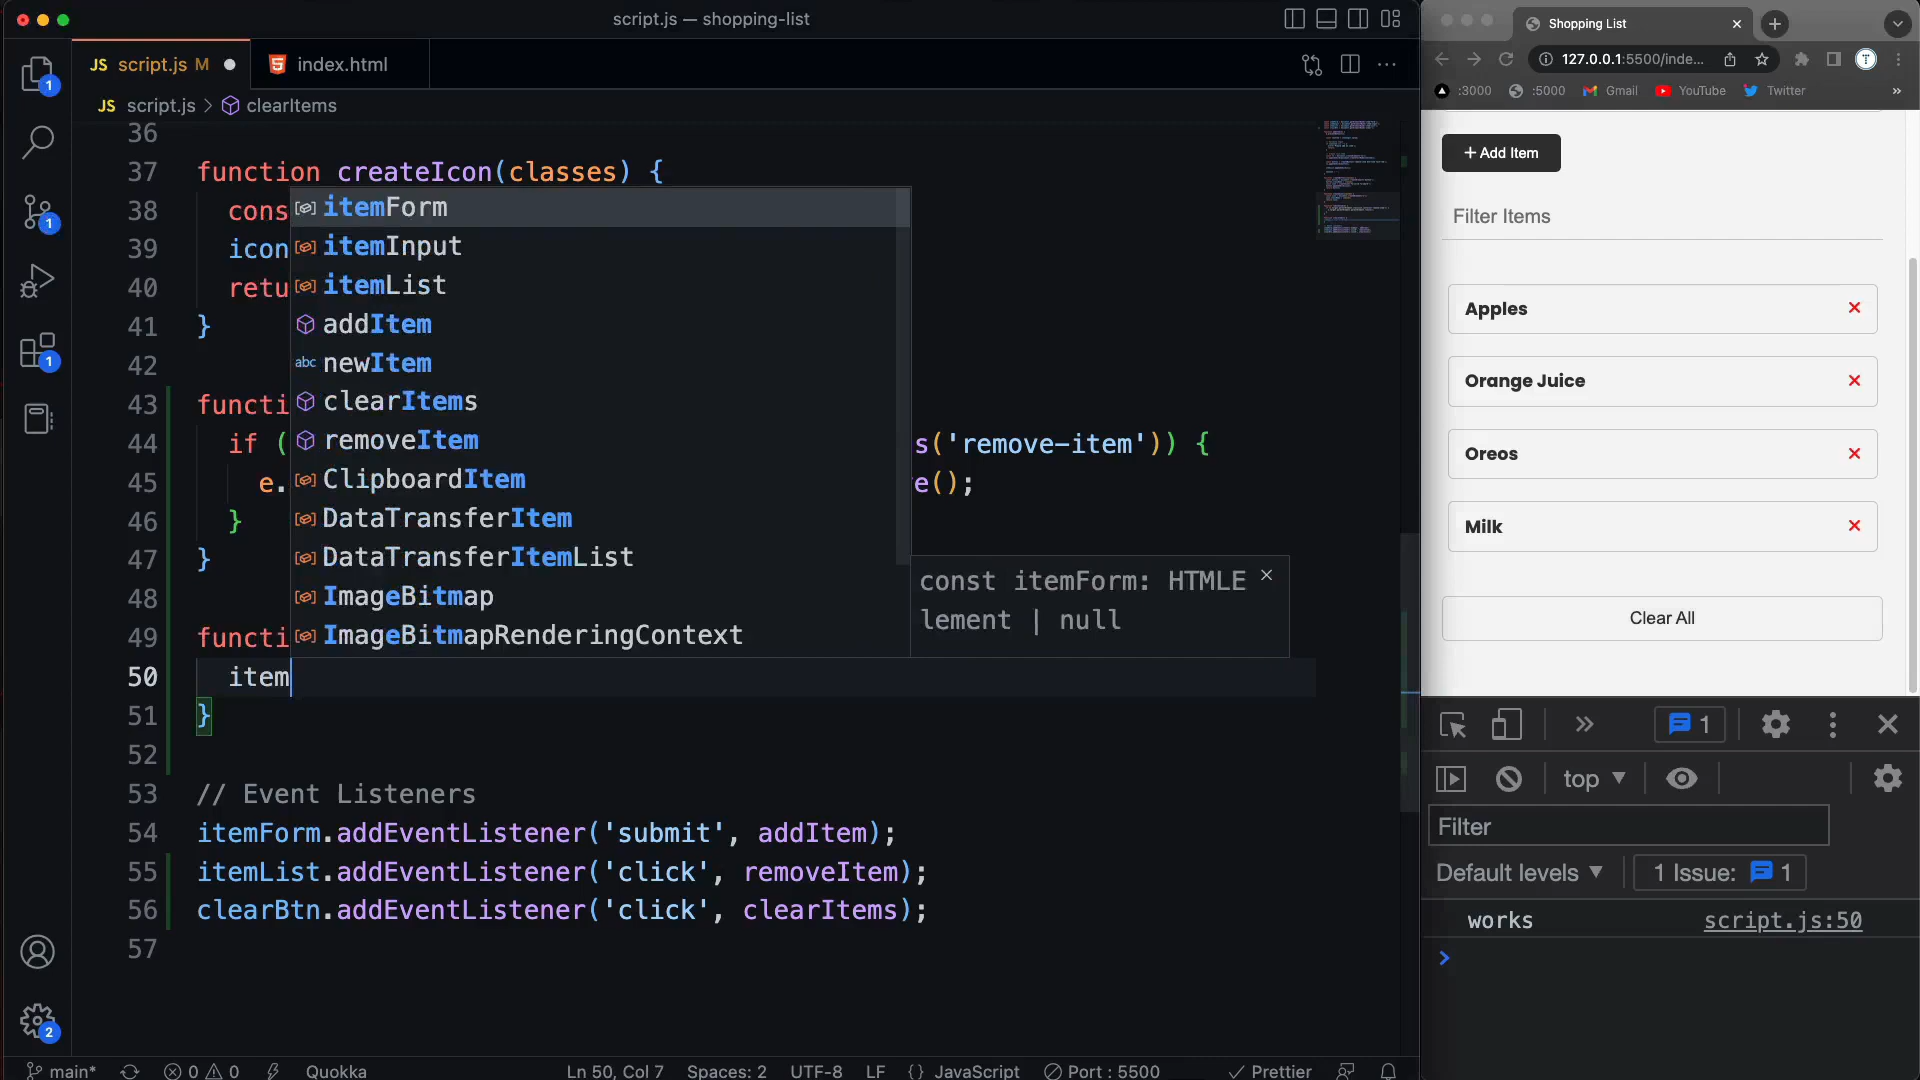 script.js — shopping-list
JS script.js M
index.html
JS script.js > clearItems
36
37 function createIcon(classes) {
38 cons
39 icon
40 retu
41 }
42
43 functi
44 if ( s('remove-item')) {
45 e. e();
46 }
47 }
48
49 functi
50 item
51 }
52
53 // Event Listeners
54 itemForm.addEventListener('submit', addItem);
55 itemList.addEventListener('click', removeItem);
56 clearBtn.addEventListener('click', clearItems);
57
itemForm
itemInput
itemList
addItem
abc newItem
clearItems
removeItem
ClipboardItem
DataTransferItem
DataTransferItemList
ImageBitmap
ImageBitmapRenderingContext
const itemForm: HTMLE
lement | null
1
1
1
2
main* 0 0 Quokka Ln 50, Col 7 Spaces: 2 UTF-8 LF {} JavaScript Port : 5500 Prettier
Shopping List
127.0.0.1:5500/inde...
:3000 :5000 Gmail YouTube Twitter »
+ Add Item
Filter Items
Apples
Orange Juice
Oreos
Milk
Clear All
1
top
Filter
Default levels 1 Issue: 1
works script.js:50